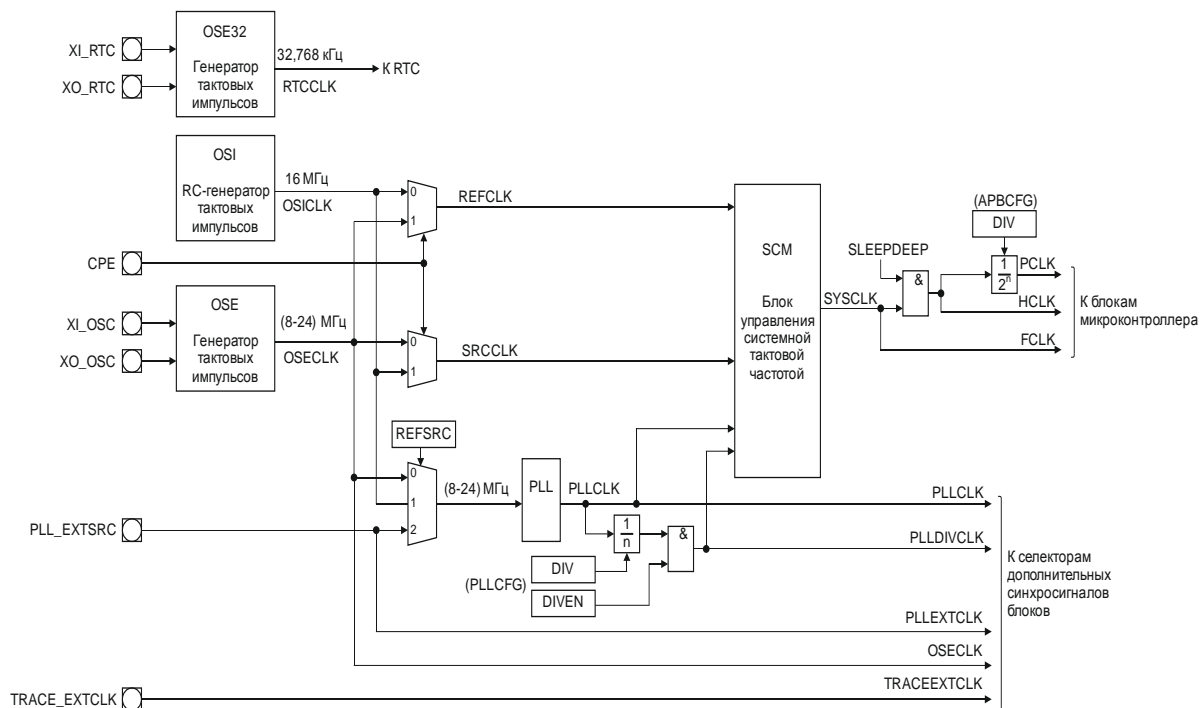 XI_RTC
XO_RTC
OSE32
Генератор
тактовых
импульсов
32,768 кГц
RTCCLK
К RTC
OSI
RC-генератор
тактовых
импульсов
16 МГц
OSICLK
0
1
REFCLK
CPE
XI_OSC
XO_OSC
OSE
Генератор
тактовых
импульсов
(8-24) МГц
OSECLK
0
1
SRCCLK
SCM
Блок
управления
системной
тактовой
частотой
SYSCLK
SLEEPDEEP
&
(APBCFG)
DIV
1
2ⁿ
PCLK
HCLK
FCLK
К блокам
микроконтроллера
REFSRC
0
1
2
(8-24) МГц
PLL
PLLCLK
PLL_EXTSRC
1
n
&
DIV
(PLLCFG)
DIVEN
PLLCLK
PLLDIVCLK
PLLEXTCLK
OSECLK
TRACEEXTCLK
К селекторам
дополнительных
синхросигналов
блоков
TRACE_EXTCLK